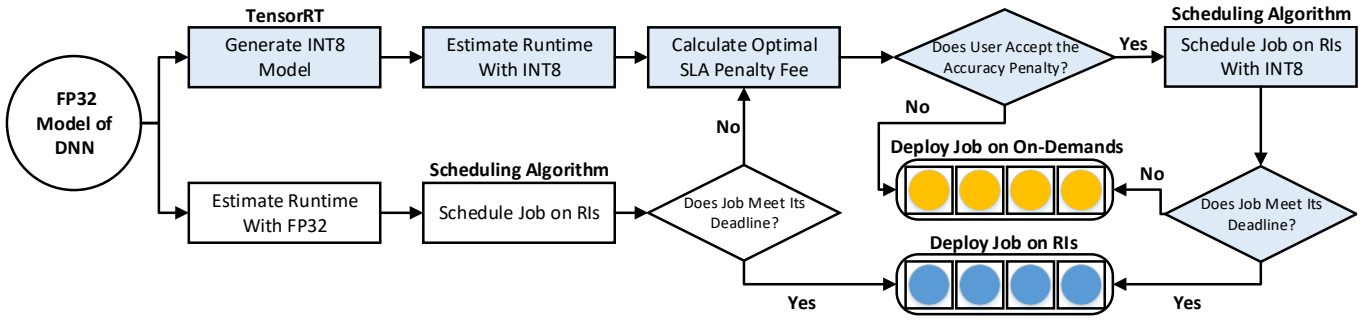 TensorRT
Scheduling Algorithm
Generate INT8
Model
Estimate Runtime
With INT8
Calculate Optimal
SLA Penalty Fee
Does User Accept the
Accuracy Penalty?
Yes
Schedule Job on RIs
With INT8
FP32
Model of
DNN
No
No
Deploy Job on On-Demands
Scheduling Algorithm
No
Estimate Runtime
With FP32
Schedule Job on RIs
Does Job Meet Its
Deadline?
Does Job Meet Its
Deadline?
Deploy Job on RIs
Yes
Yes